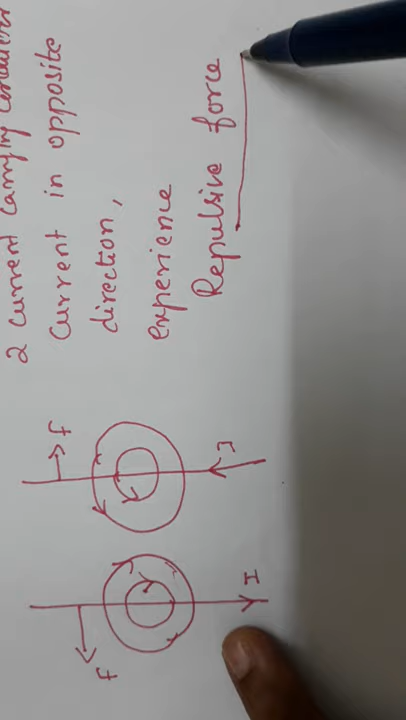 2 current carrying
current in opposite
direction,
experience
Repulsive force
F
I
F
I